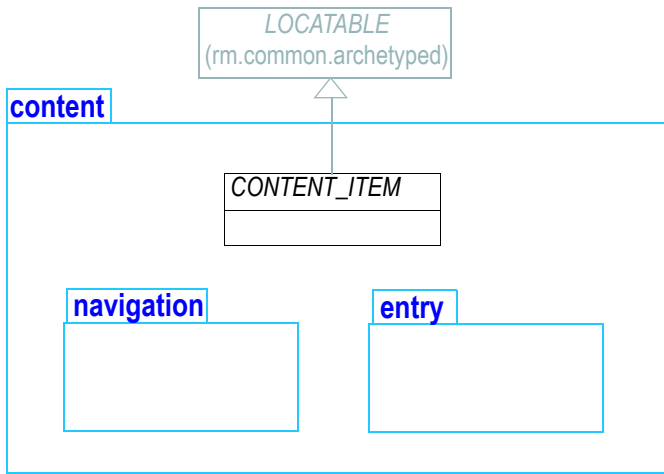 LOCATABLE
(rm.common.archetyped)
content
CONTENT_ITEM
navigation
entry